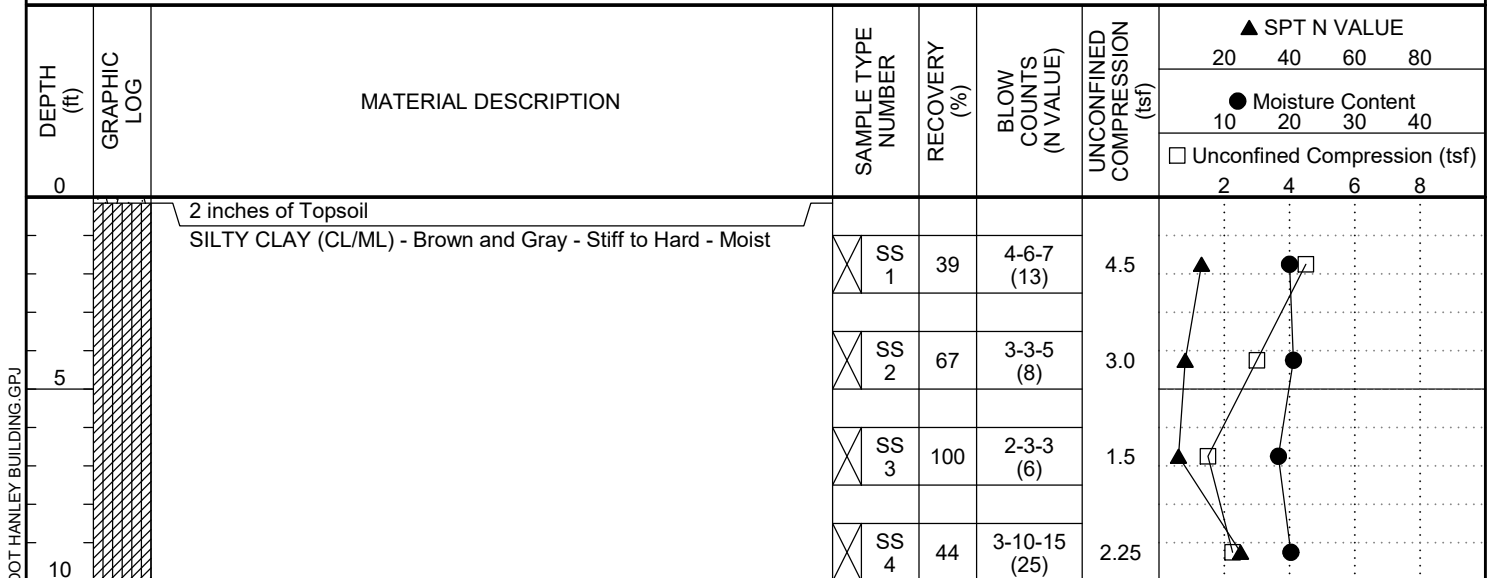 DEPTH
(ft)
GRAPHIC
LOG
MATERIAL DESCRIPTION
SAMPLE TYPE
NUMBER
RECOVERY
(%)
BLOW
COUNTS
(N VALUE)
UNCONFINED
COMPRESSION
(tsf)
▲ SPT N VALUE
20 40 60 80
● Moisture Content
10 20 30 40
□ Unconfined Compression (tsf)
2 4 6 8
0
2 inches of Topsoil
SILTY CLAY (CL/ML) - Brown and Gray - Stiff to Hard - Moist
SS
1
39
4-6-7
(13)
4.5
SS
2
67
3-3-5
(8)
3.0
5
SS
3
100
2-3-3
(6)
1.5
SS
4
44
3-10-15
(25)
2.25
10
DOT HANLEY BUILDING.GPJ